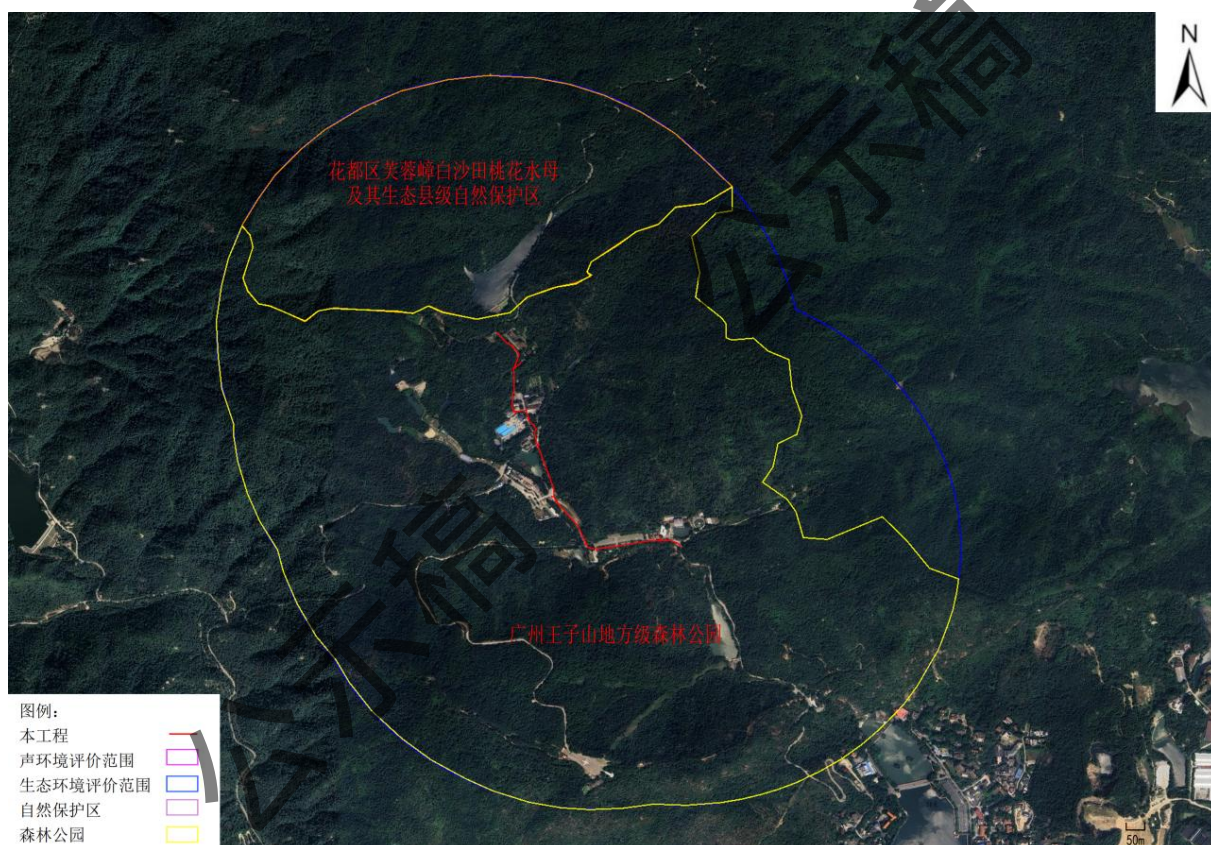 N
花都区芙蓉嶂白沙田桃花水母
及其生态县级自然保护区
广州王子山地方级森林公园
图例：
本工程
声环境评价范围
生态环境评价范围
自然保护区
森林公园
50m
公示稿
公示稿